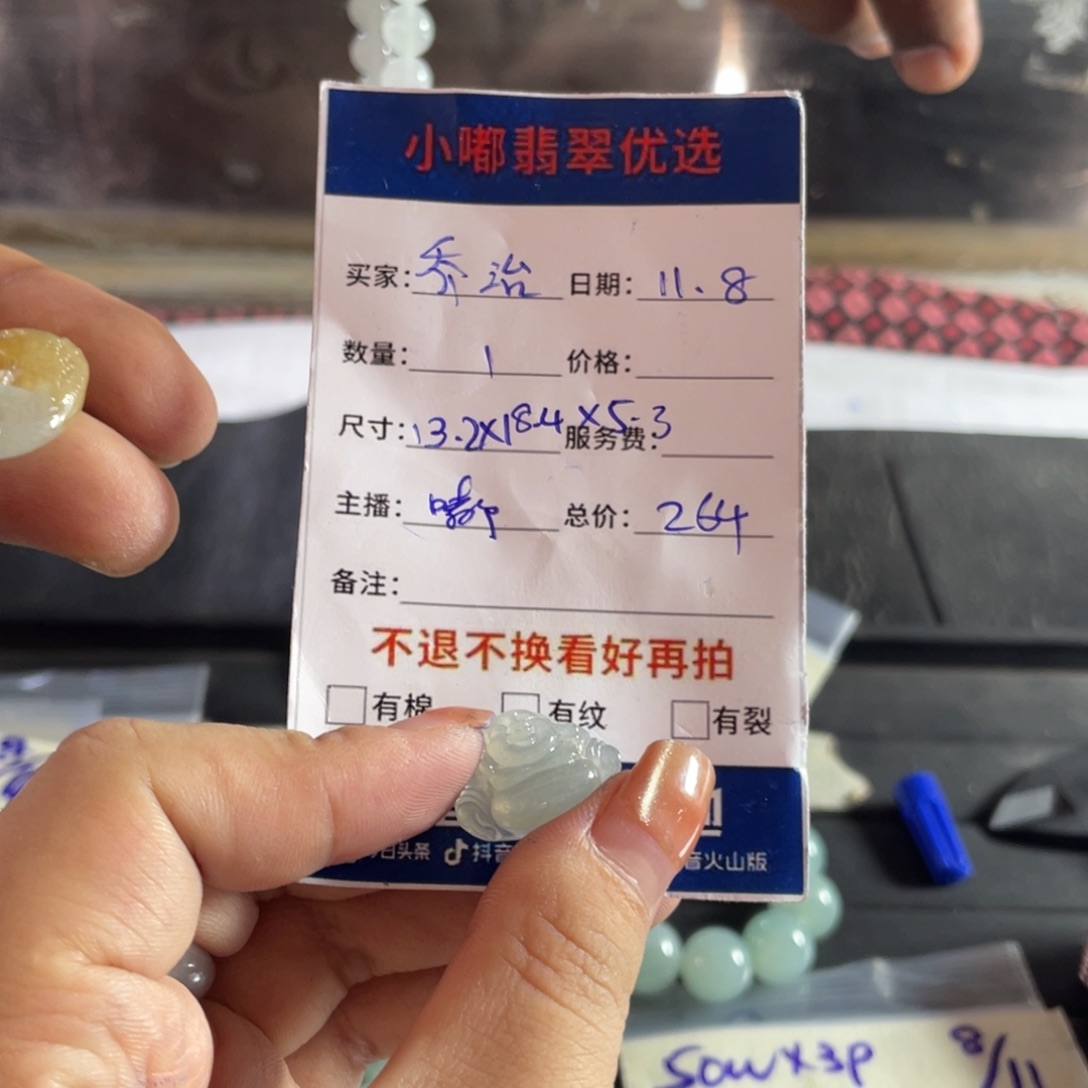 小嘟翡翠优选
买家:乔治 日期:11.8
数量:1 价格:
尺寸:13.2X18.4X5.3 服务费:
主播:嘟 总价:264
备注:
不退不换看好再拍
有棉 有纹 有裂
日头条 抖音 音火山版
50wx3p 8/11